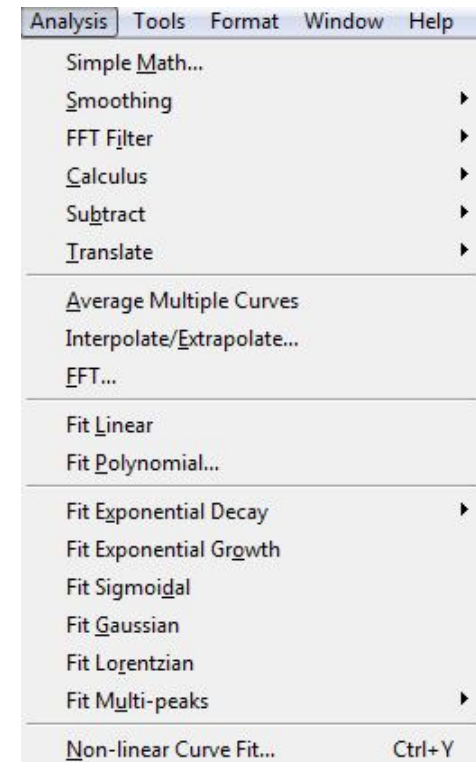 Analysis Tools Format Window Help
Simple Math...
Smoothing
FFT Filter
Calculus
Subtract
Translate
Average Multiple Curves
Interpolate/Extrapolate...
FFT...
Fit Linear
Fit Polynomial...
Fit Exponential Decay
Fit Exponential Growth
Fit Sigmoidal
Fit Gaussian
Fit Lorentzian
Fit Multi-peaks
Non-linear Curve Fit... Ctrl+Y